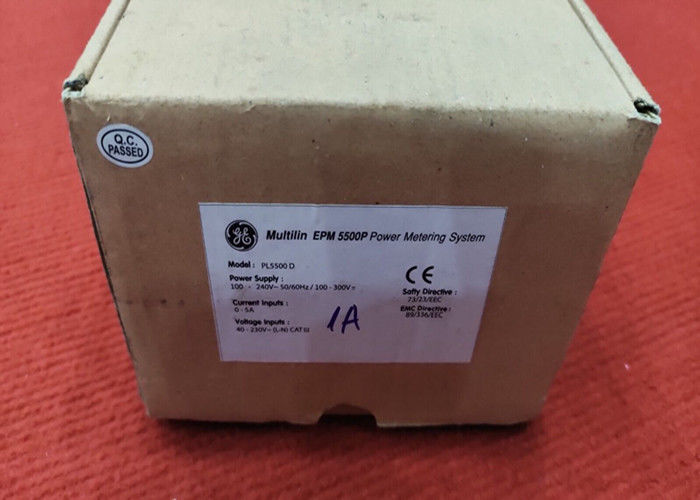 Q.C.
PASSED
GE
Multilin EPM 5500P Power Metering System
Model : PL5500 D
Power Supply :
100 - 240V~ 50/60Hz / 100 - 300V=
Current Inputs :
0 - 5A
Voltage Inputs :
40 - 230V~ (L-N) CAT III
1A
CE
Safty Directive :
73/23/EEC
EMC Directive :
89/336/EEC